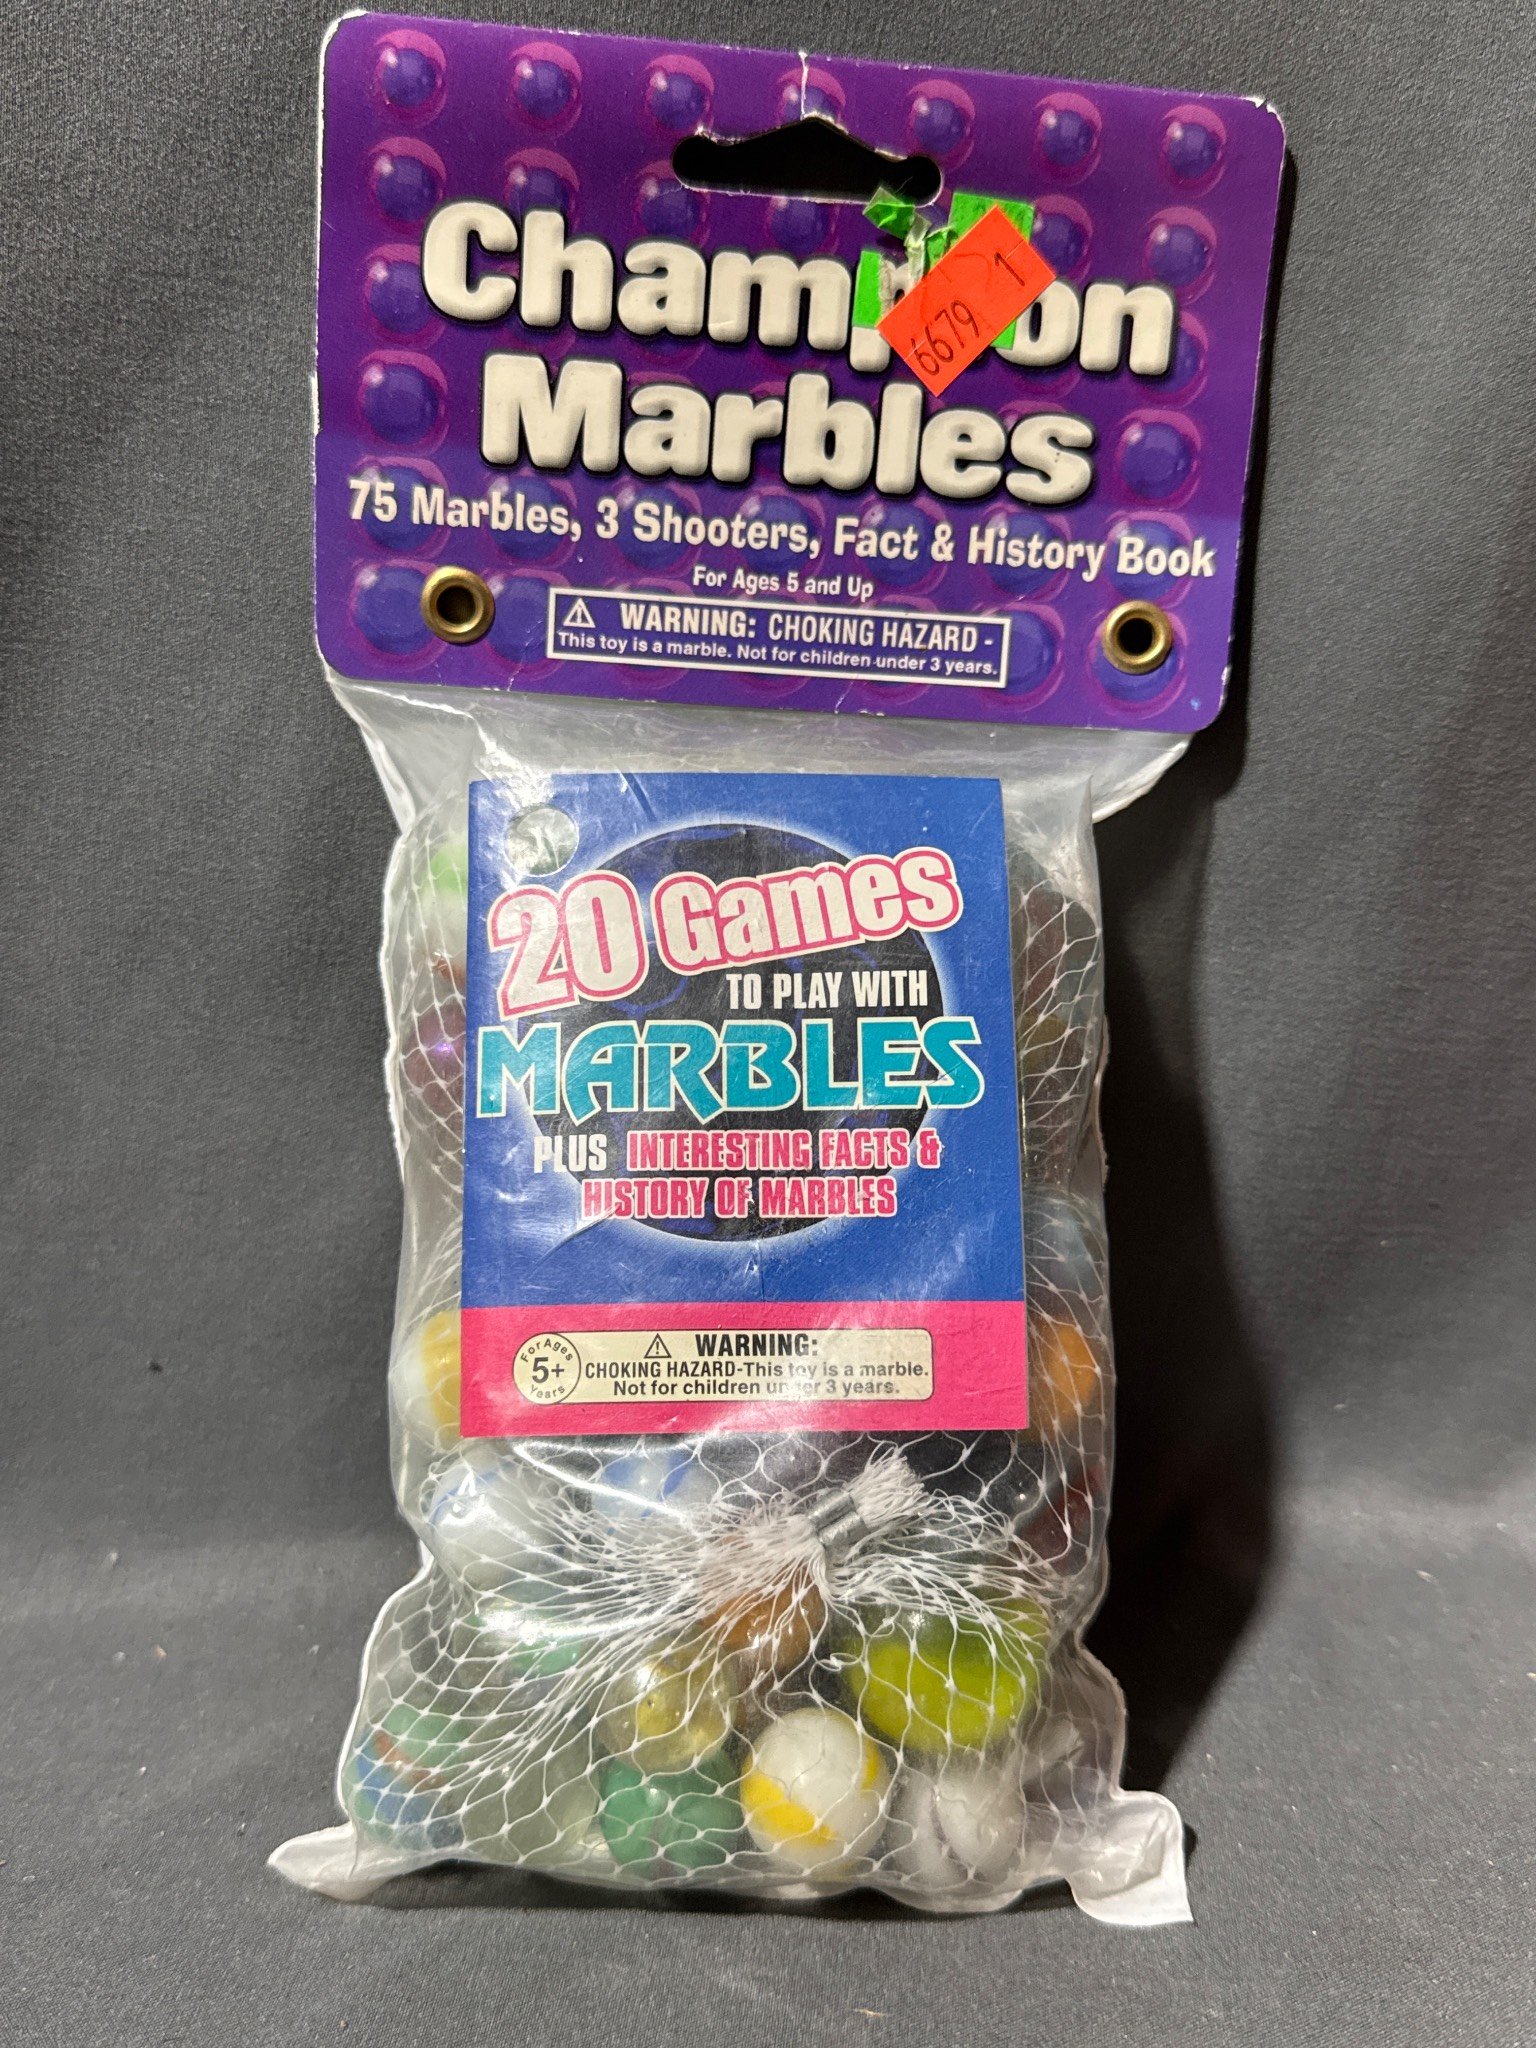 Champion
6679 1
Marbles
75 Marbles, 3 Shooters, Fact & History Book
For Ages 5 and Up
⚠ WARNING: CHOKING HAZARD -
This toy is a marble. Not for children under 3 years.
20 Games
TO PLAY WITH
MARBLES
PLUS INTERESTING FACTS &
HISTORY OF MARBLES
For Ages
5+
Years
⚠ WARNING:
CHOKING HAZARD-This toy is a marble.
Not for children under 3 years.